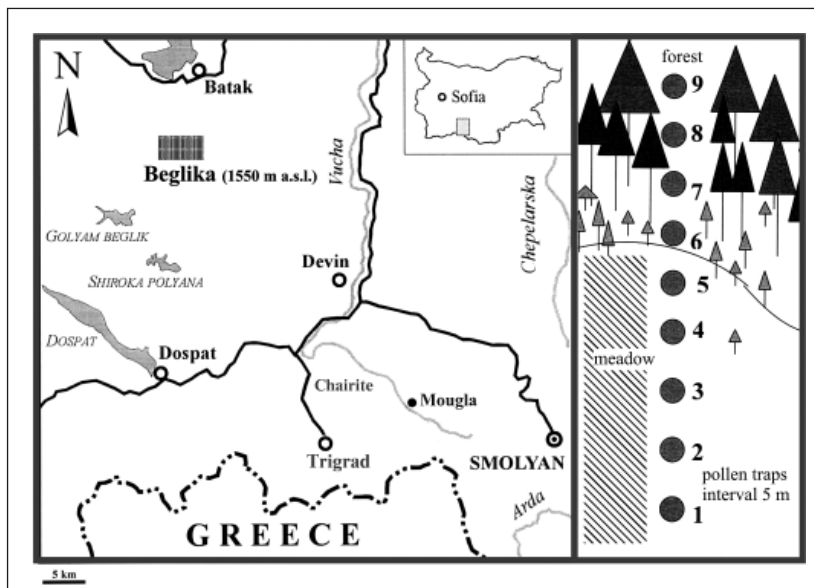 N
Batak
Sofia
Beglika (1550 m a.s.l.)
Vucha
Chepelarska
GOLYAM BEGLIK
SHIROKA POLYANA
Devin
DOSPAT
Dospat
Chairite
Mougla
Trigrad
SMOLYAN
Arda
GREECE
5 km
forest
9
8
7
6
5
4
meadow
3
2
pollen traps
interval 5 m
1